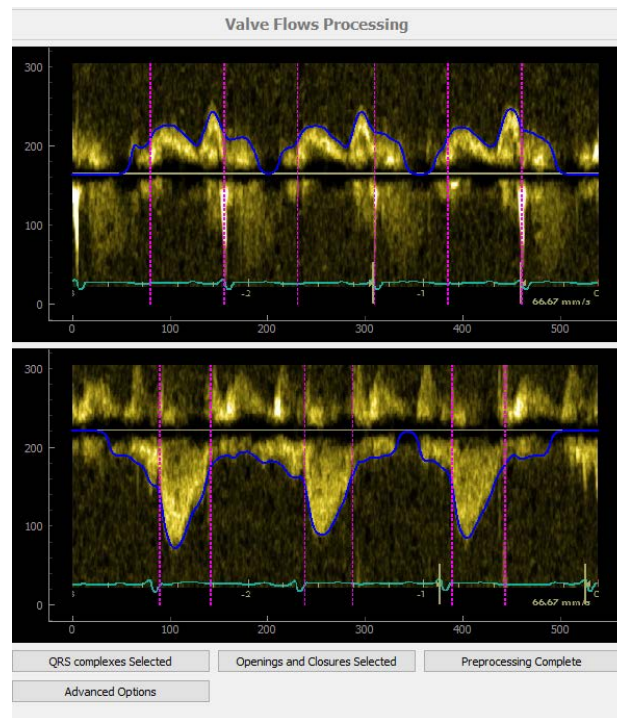 Valve Flows Processing
300
200
100
0
-2 -1 0
66.67 mm/s
0 100 200 300 400 500
300
200
100
0
-2 -1
66.67 mm/s
0 100 200 300 400 500
QRS complexes Selected Openings and Closures Selected Preprocessing Complete
Advanced Options